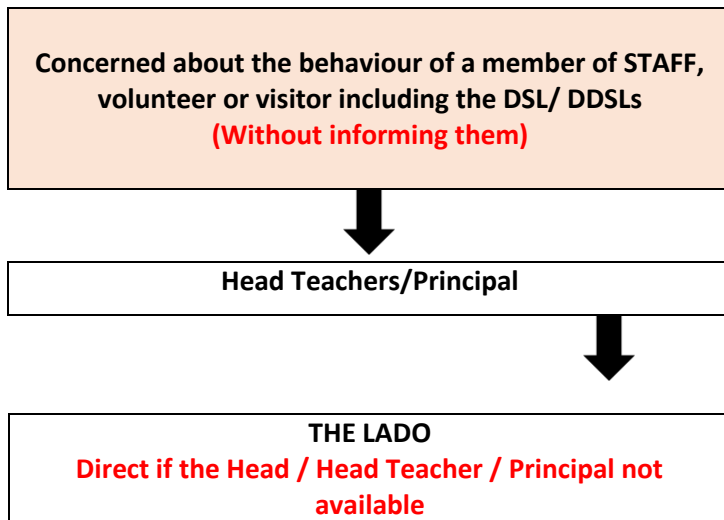 Concerned about the behaviour of a member of STAFF,
volunteer or visitor including the DSL/ DDSLs
(Without informing them)
Head Teachers/Principal
THE LADO
Direct if the Head / Head Teacher / Principal not
available